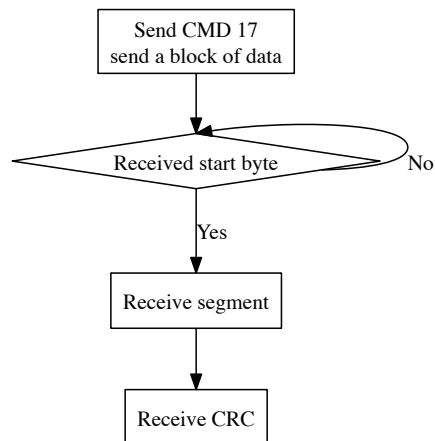 Send CMD 17
send a block of data
Received start byte
No
Yes
Receive segment
Receive CRC